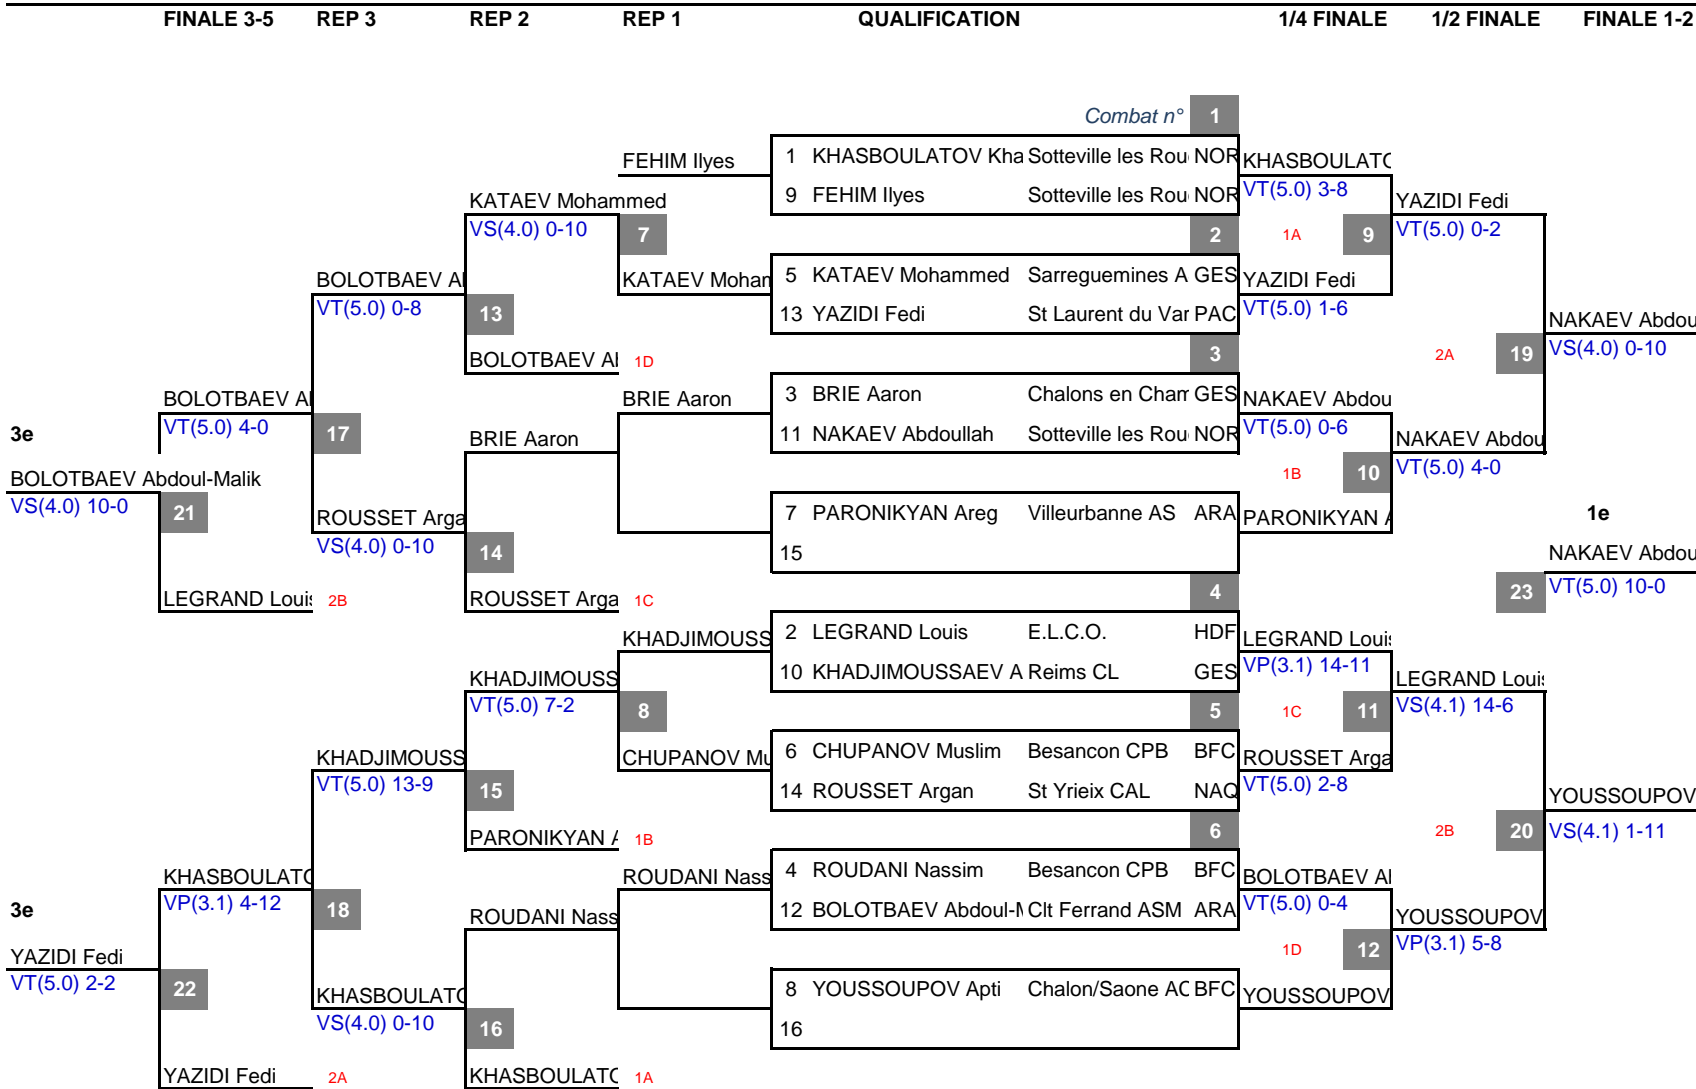 FINALE 3-5 REP 3 REP 2 REP 1 QUALIFICATION 1/4 FINALE 1/2 FINALE FINALE 1-2
Combat n° 1
FEHIM Ilyes 1 KHASBOULATOV Kha Sotteville les Rou NOR KHASBOULATO
KATAEV Mohammed 9 FEHIM Ilyes Sotteville les Rou NOR VT(5.0) 3-8 YAZIDI Fedi
VS(4.0) 0-10 7 2 1A 9 VT(5.0) 0-2
BOLOTBAEV Al KATAEV Moham 5 KATAEV Mohammed Sarreguemines A GES YAZIDI Fedi
VT(5.0) 0-8 13 13 YAZIDI Fedi St Laurent du Var PAC VT(5.0) 1-6 NAKAEV Abdou
BOLOTBAEV Al 1D 3 2A 19 VS(4.0) 0-10
BOLOTBAEV Al BRIE Aaron 3 BRIE Aaron Chalons en Cham GES NAKAEV Abdou
3e VT(5.0) 4-0 17 BRIE Aaron 11 NAKAEV Abdoullah Sotteville les Rou NOR VT(5.0) 0-6 NAKAEV Abdou
BOLOTBAEV Abdoul-Malik 1B 10 VT(5.0) 4-0
VS(4.0) 10-0 21 ROUSSET Arga 7 PARONIKYAN Areg Villeurbanne AS ARA PARONIKYAN A 1e
VS(4.0) 0-10 14 15 NAKAEV Abdou
LEGRAND Louis 2B ROUSSET Arga 1C 4 23 VT(5.0) 10-0
KHADJIMOUSS 2 LEGRAND Louis E.L.C.O. HDF LEGRAND Louis
KHADJIMOUSS 10 KHADJIMOUSSAEV A Reims CL GES VP(3.1) 14-11 LEGRAND Louis
VT(5.0) 7-2 8 5 1C 11 VS(4.1) 14-6
KHADJIMOUSS CHUPANOV Mu 6 CHUPANOV Muslim Besancon CPB BFC ROUSSET Arga
VT(5.0) 13-9 15 14 ROUSSET Argan St Yrieix CAL NAQ VT(5.0) 2-8 YOUSSOUPOV
PARONIKYAN A 1B 6 2B 20 VS(4.1) 1-11
KHASBOULATO ROUDANI Nass 4 ROUDANI Nassim Besancon CPB BFC BOLOTBAEV Al
3e VP(3.1) 4-12 18 ROUDANI Nass 12 BOLOTBAEV Abdoul-M Clt Ferrand ASM ARA VT(5.0) 0-4 YOUSSOUPOV
YAZIDI Fedi 1D 12 VP(3.1) 5-8
VT(5.0) 2-2 22 KHASBOULATO 8 YOUSSOUPOV Apti Chalon/Saone AC BFC YOUSSOUPOV
VS(4.0) 0-10 16 16
YAZIDI Fedi 2A KHASBOULATO 1A